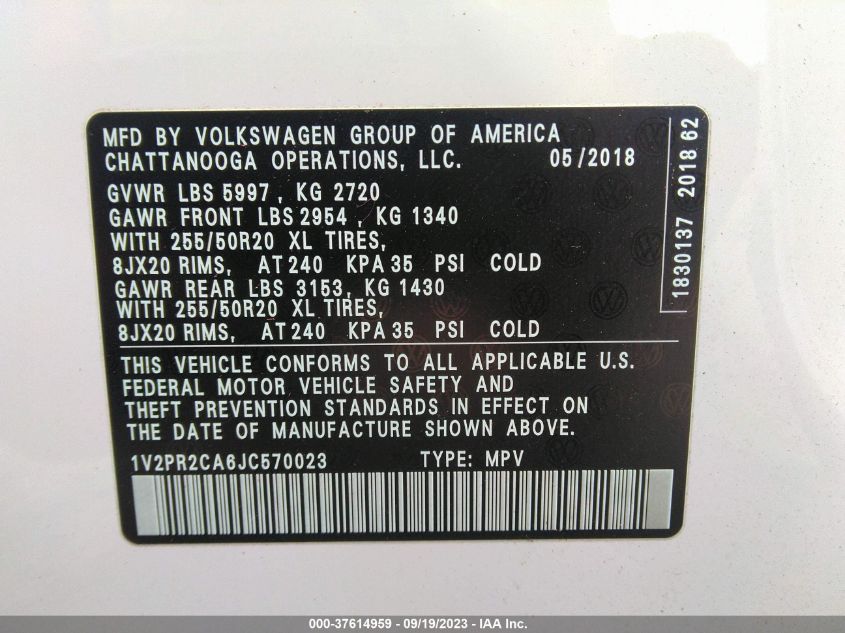 MFD BY VOLKSWAGEN GROUP OF AMERICA
CHATTANOOGA OPERATIONS, LLC. 05/2018
GVWR LBS 5997, KG 2720
GAWR FRONT LBS 2954, KG 1340
WITH 255/50R20 XL TIRES,
8JX20 RIMS, AT 240 KPA 35 PSI COLD
GAWR REAR LBS 3153, KG 1430
WITH 255/50R20 XL TIRES,
8JX20 RIMS, AT 240 KPA 35 PSI COLD
THIS VEHICLE CONFORMS TO ALL APPLICABLE U.S.
FEDERAL MOTOR VEHICLE SAFETY AND
THEFT PREVENTION STANDARDS IN EFFECT ON
THE DATE OF MANUFACTURE SHOWN ABOVE.
1V2PR2CA6JC570023 TYPE: MPV
1830137 2018 62
000-37614959 - 09/19/2023 - IAA Inc.